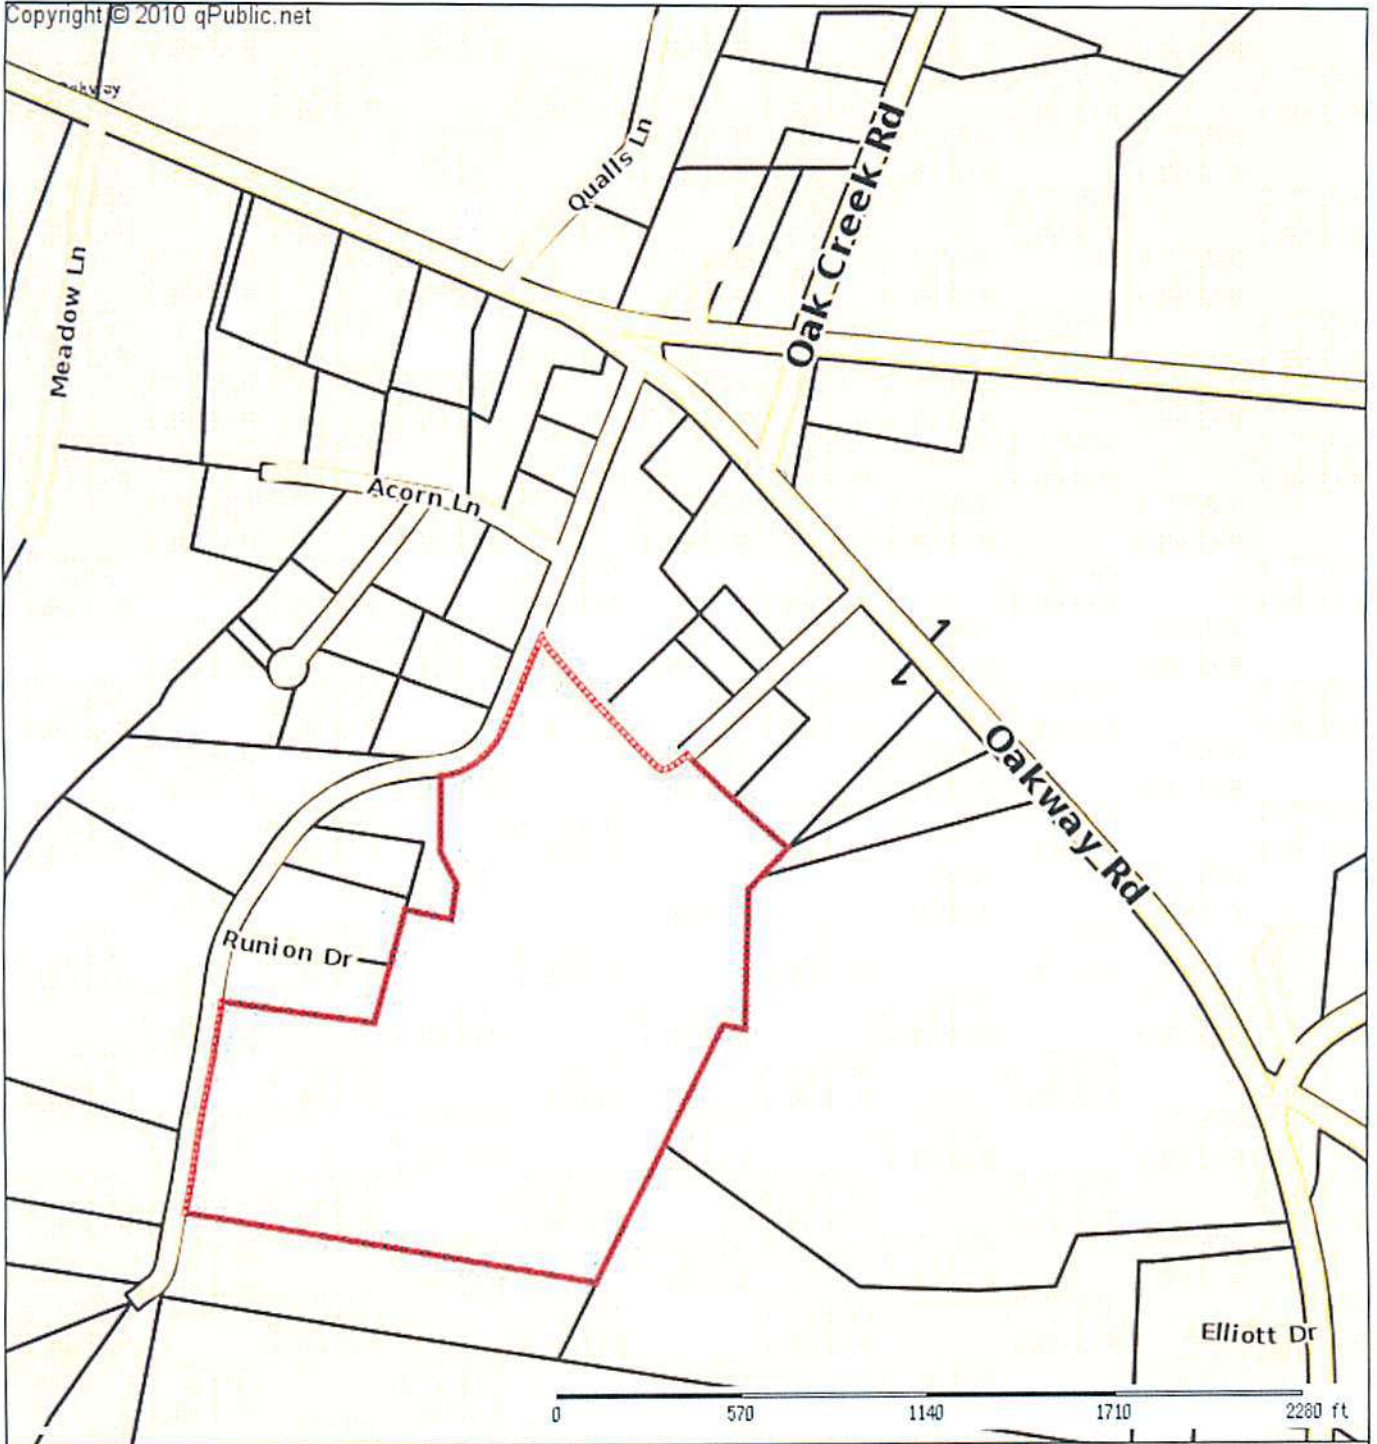 Copyright © 2010 qPublic.net
Qualls Ln
Oak Creek Rd
Meadow Ln
Acorn Ln
Oakway Rd
Runion Dr
Elliott Dr
0 570 1140 1710 2280 ft